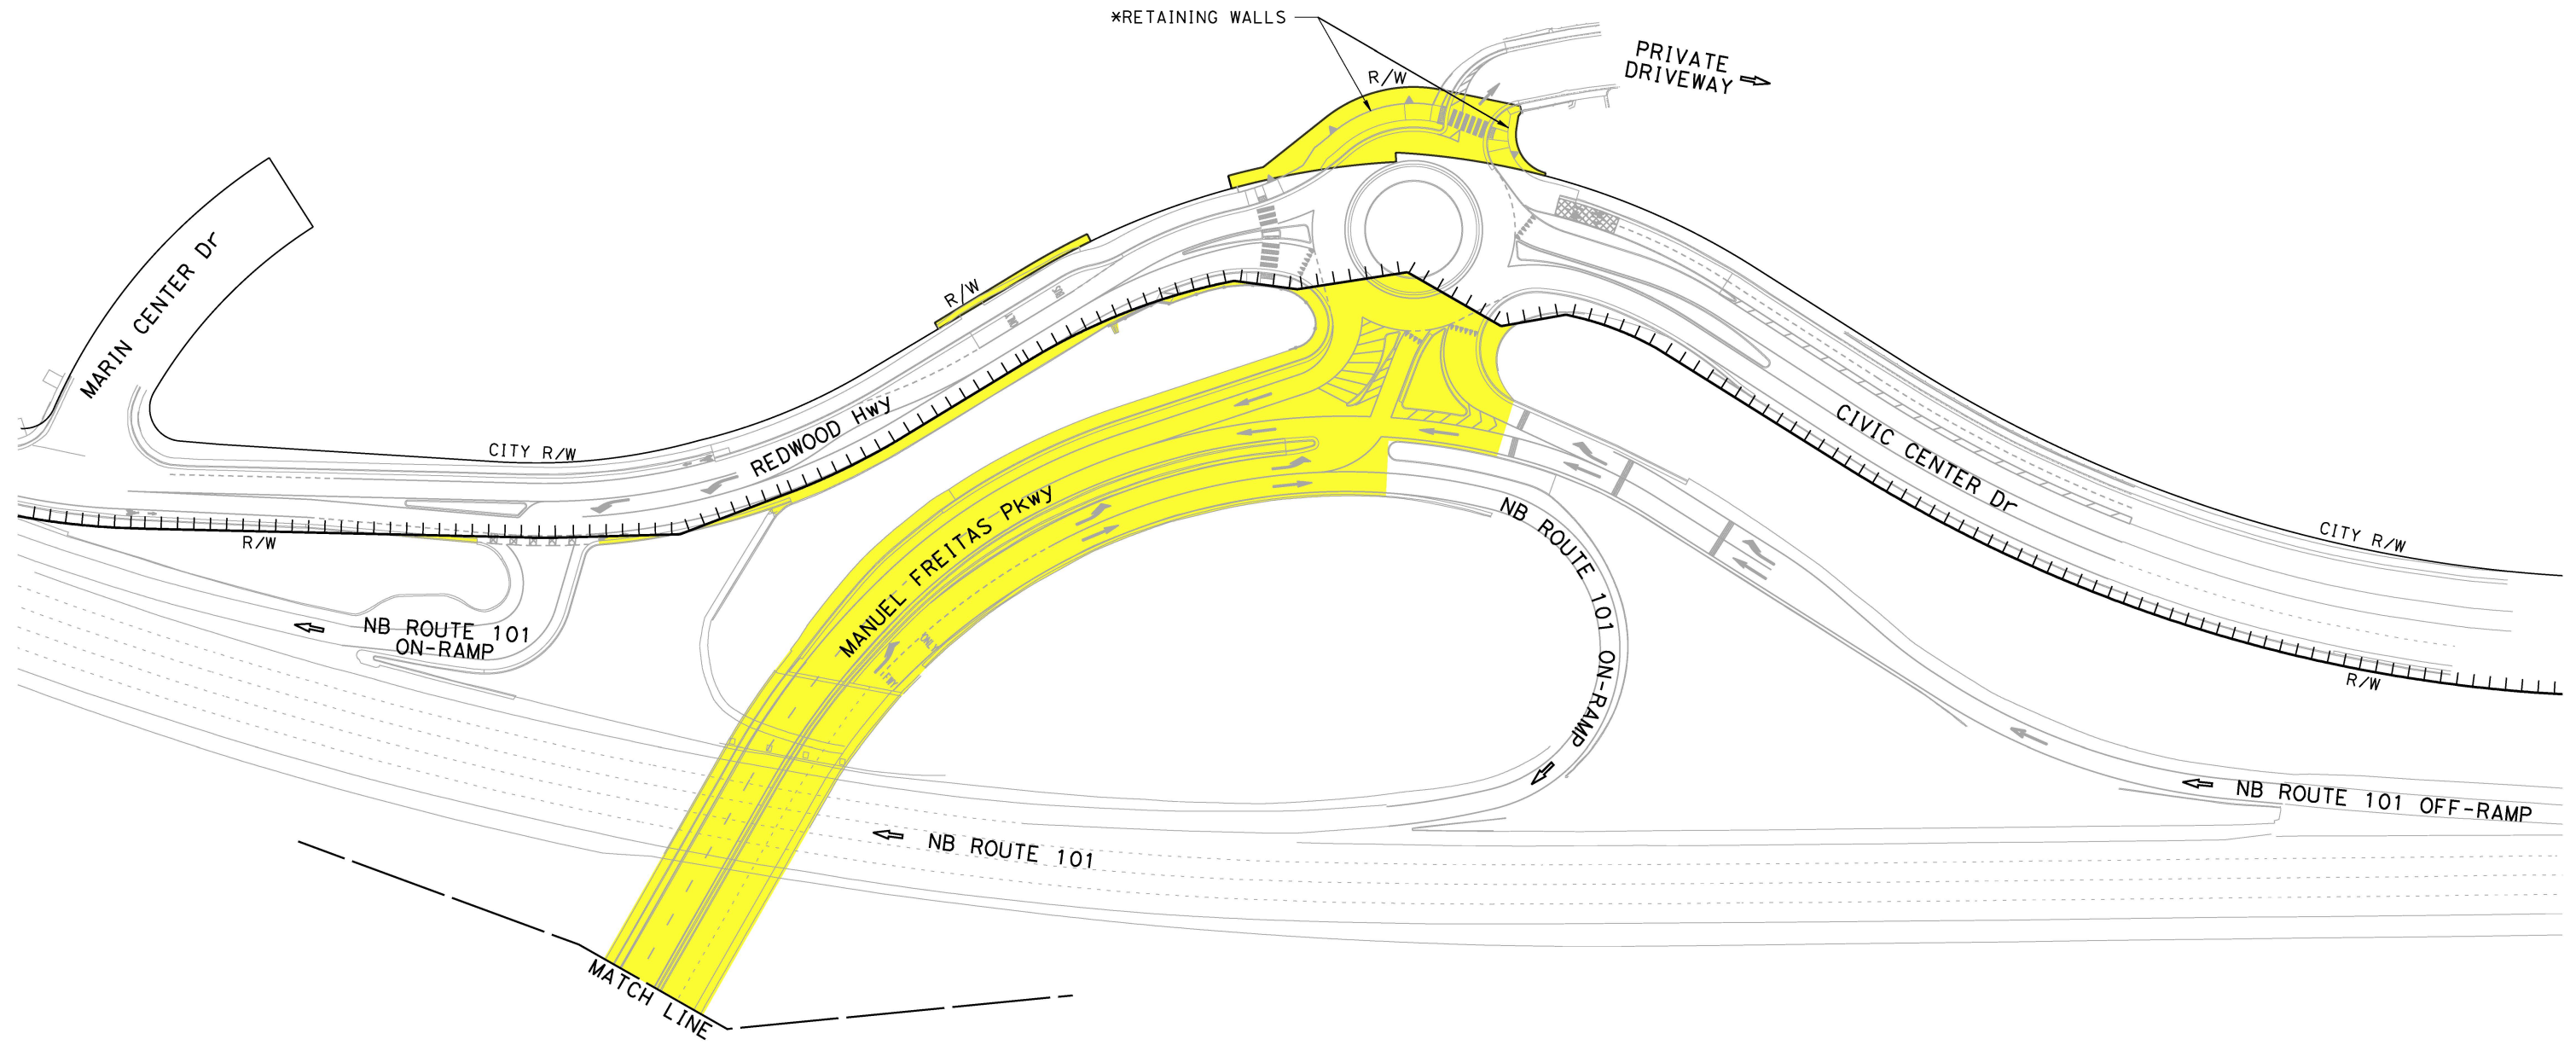 *RETAINING WALLS
PRIVATE
DRIVEWAY
R/W
MARIN CENTER Dr
R/W
CITY R/W
REDWOOD Hwy
CIVIC CENTER Dr
CITY R/W
R/W
MANUEL FREITAS Pkwy
NB ROUTE 101 ON-RAMP
R/W
NB ROUTE 101
ON-RAMP
NB ROUTE 101 OFF-RAMP
NB ROUTE 101
MATCH LINE